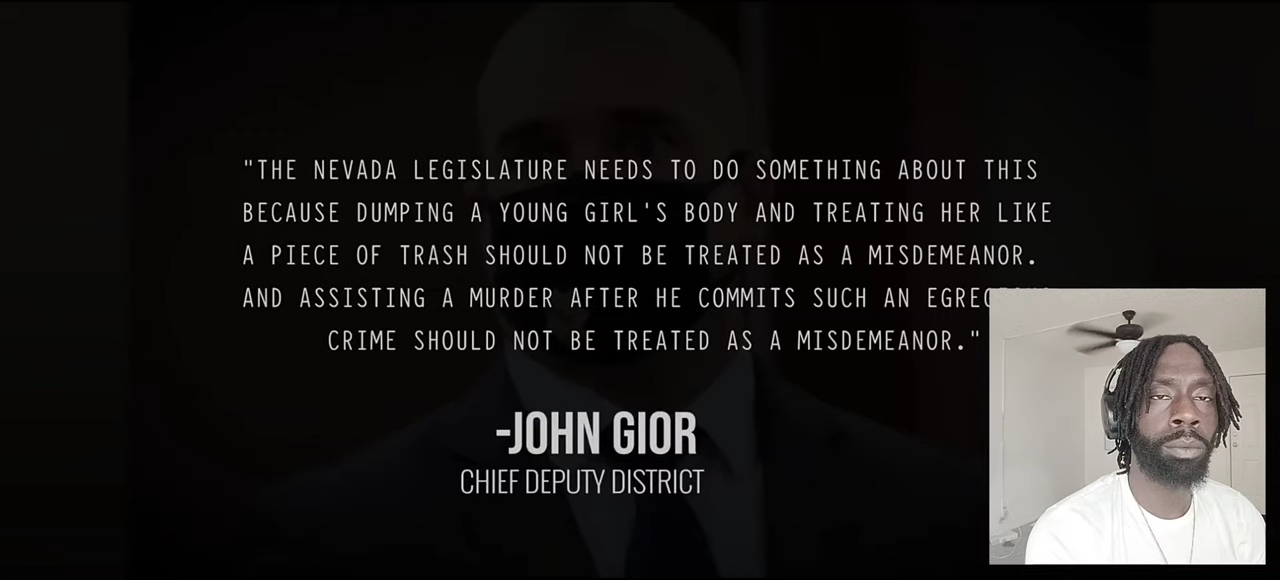 "THE NEVADA LEGISLATURE NEEDS TO DO SOMETHING ABOUT THIS
BECAUSE DUMPING A YOUNG GIRL'S BODY AND TREATING HER LIKE
A PIECE OF TRASH SHOULD NOT BE TREATED AS A MISDEMEANOR.
AND ASSISTING A MURDER AFTER HE COMMITS SUCH AN
CRIME SHOULD NOT BE TREATED AS A MISDEMEANOR."
-JOHN GIOR
CHIEF DEPUTY DISTRICT